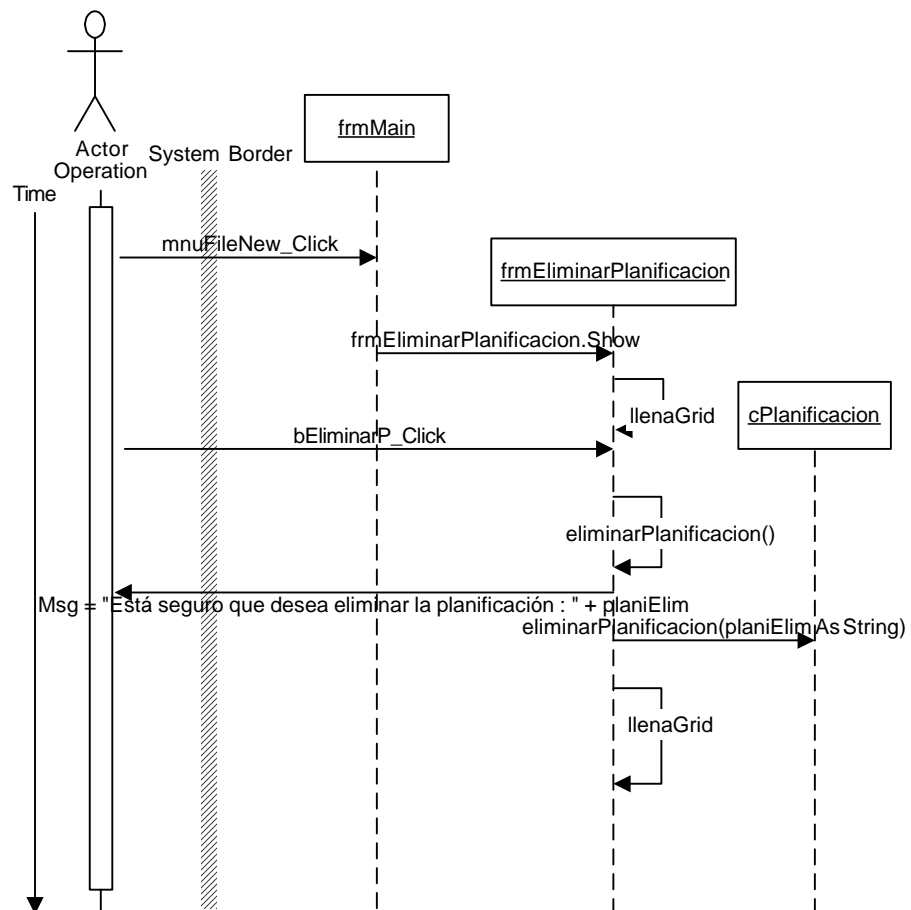 frmMain
Actor
Operation
System Border
Time
mnuFileNew_Click
frmEliminarPlanificacion
frmEliminarPlanificacion.Show
llenaGrid
cPlanificacion
bEliminarP_Click
eliminarPlanificacion()
Msg = "Está seguro que desea eliminar la planificación : " + planiElim
eliminarPlanificacion(planiElim As String)
llenaGrid